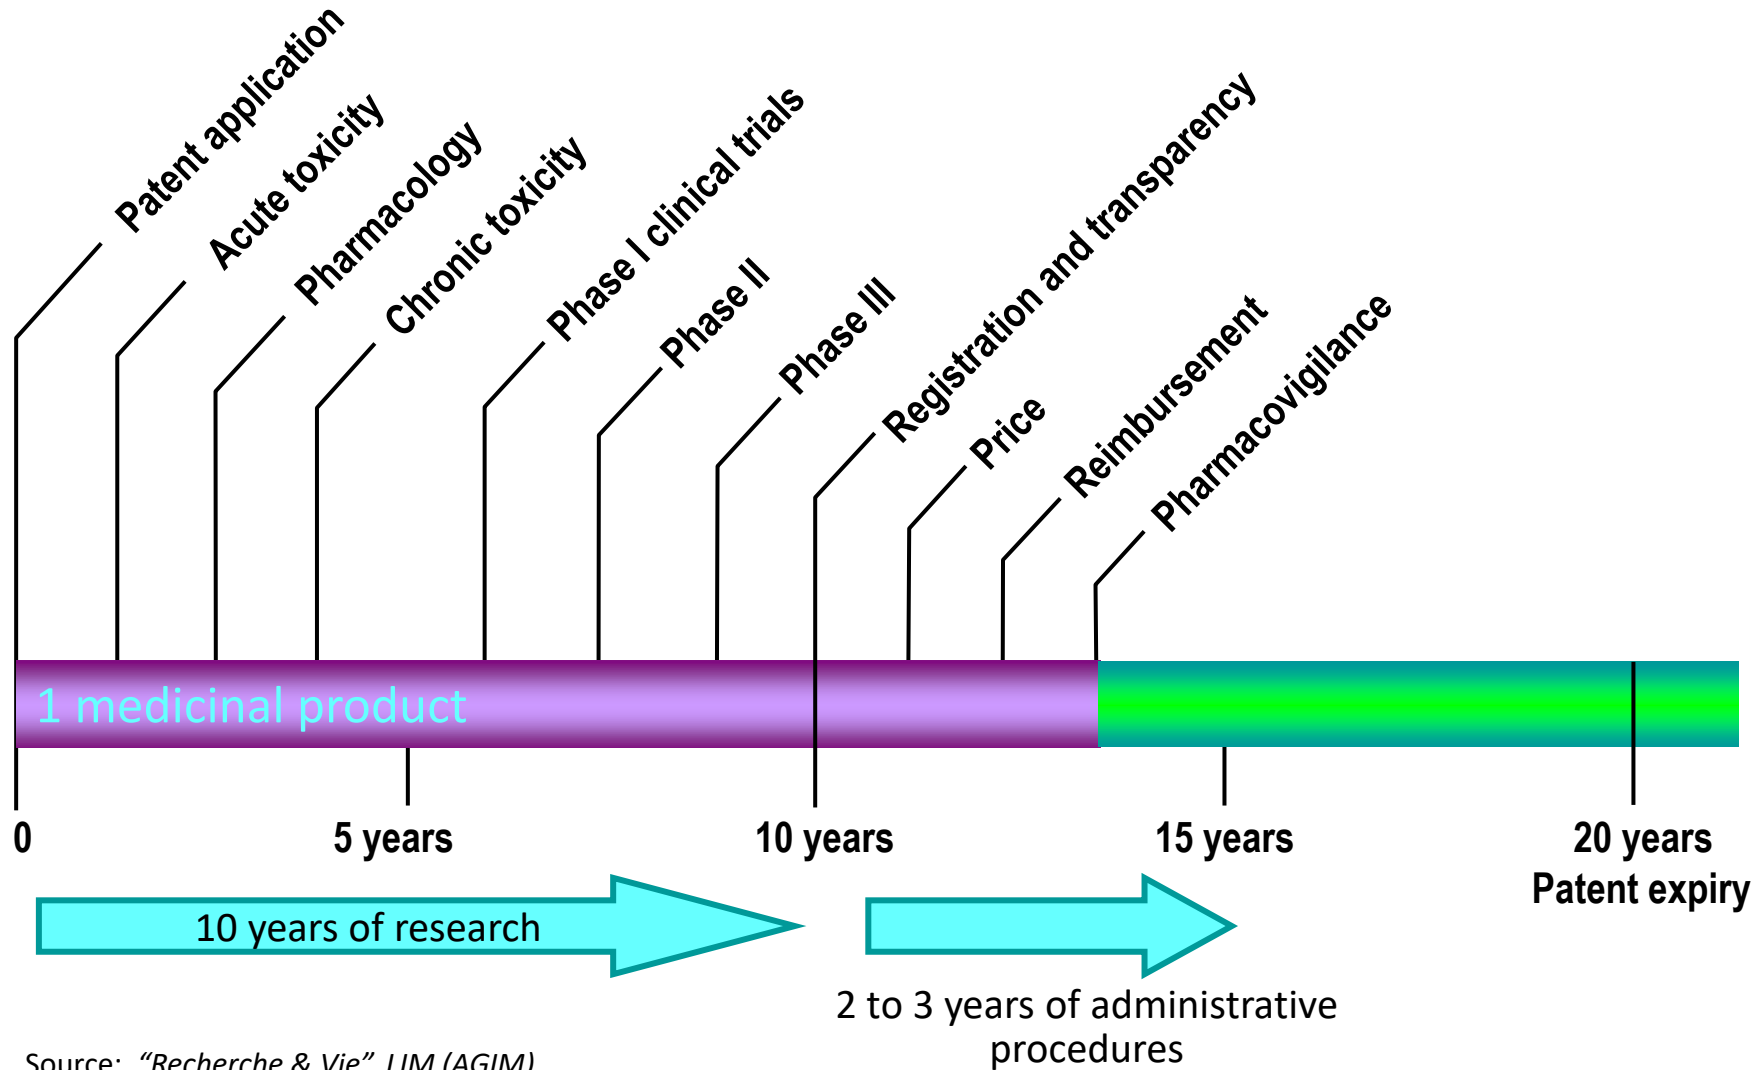 Patent application
Acute toxicity
Pharmacology
Chronic toxicity
Phase I clinical trials
Phase II
Phase III
Registration and transparency
Price
Reimbursement
Pharmacovigilance
1 medicinal product
0
5 years
10 years
15 years
20 years
Patent expiry
10 years of research
2 to 3 years of administrative
procedures
Source: “Recherche & Vie” LIM (AGIM)